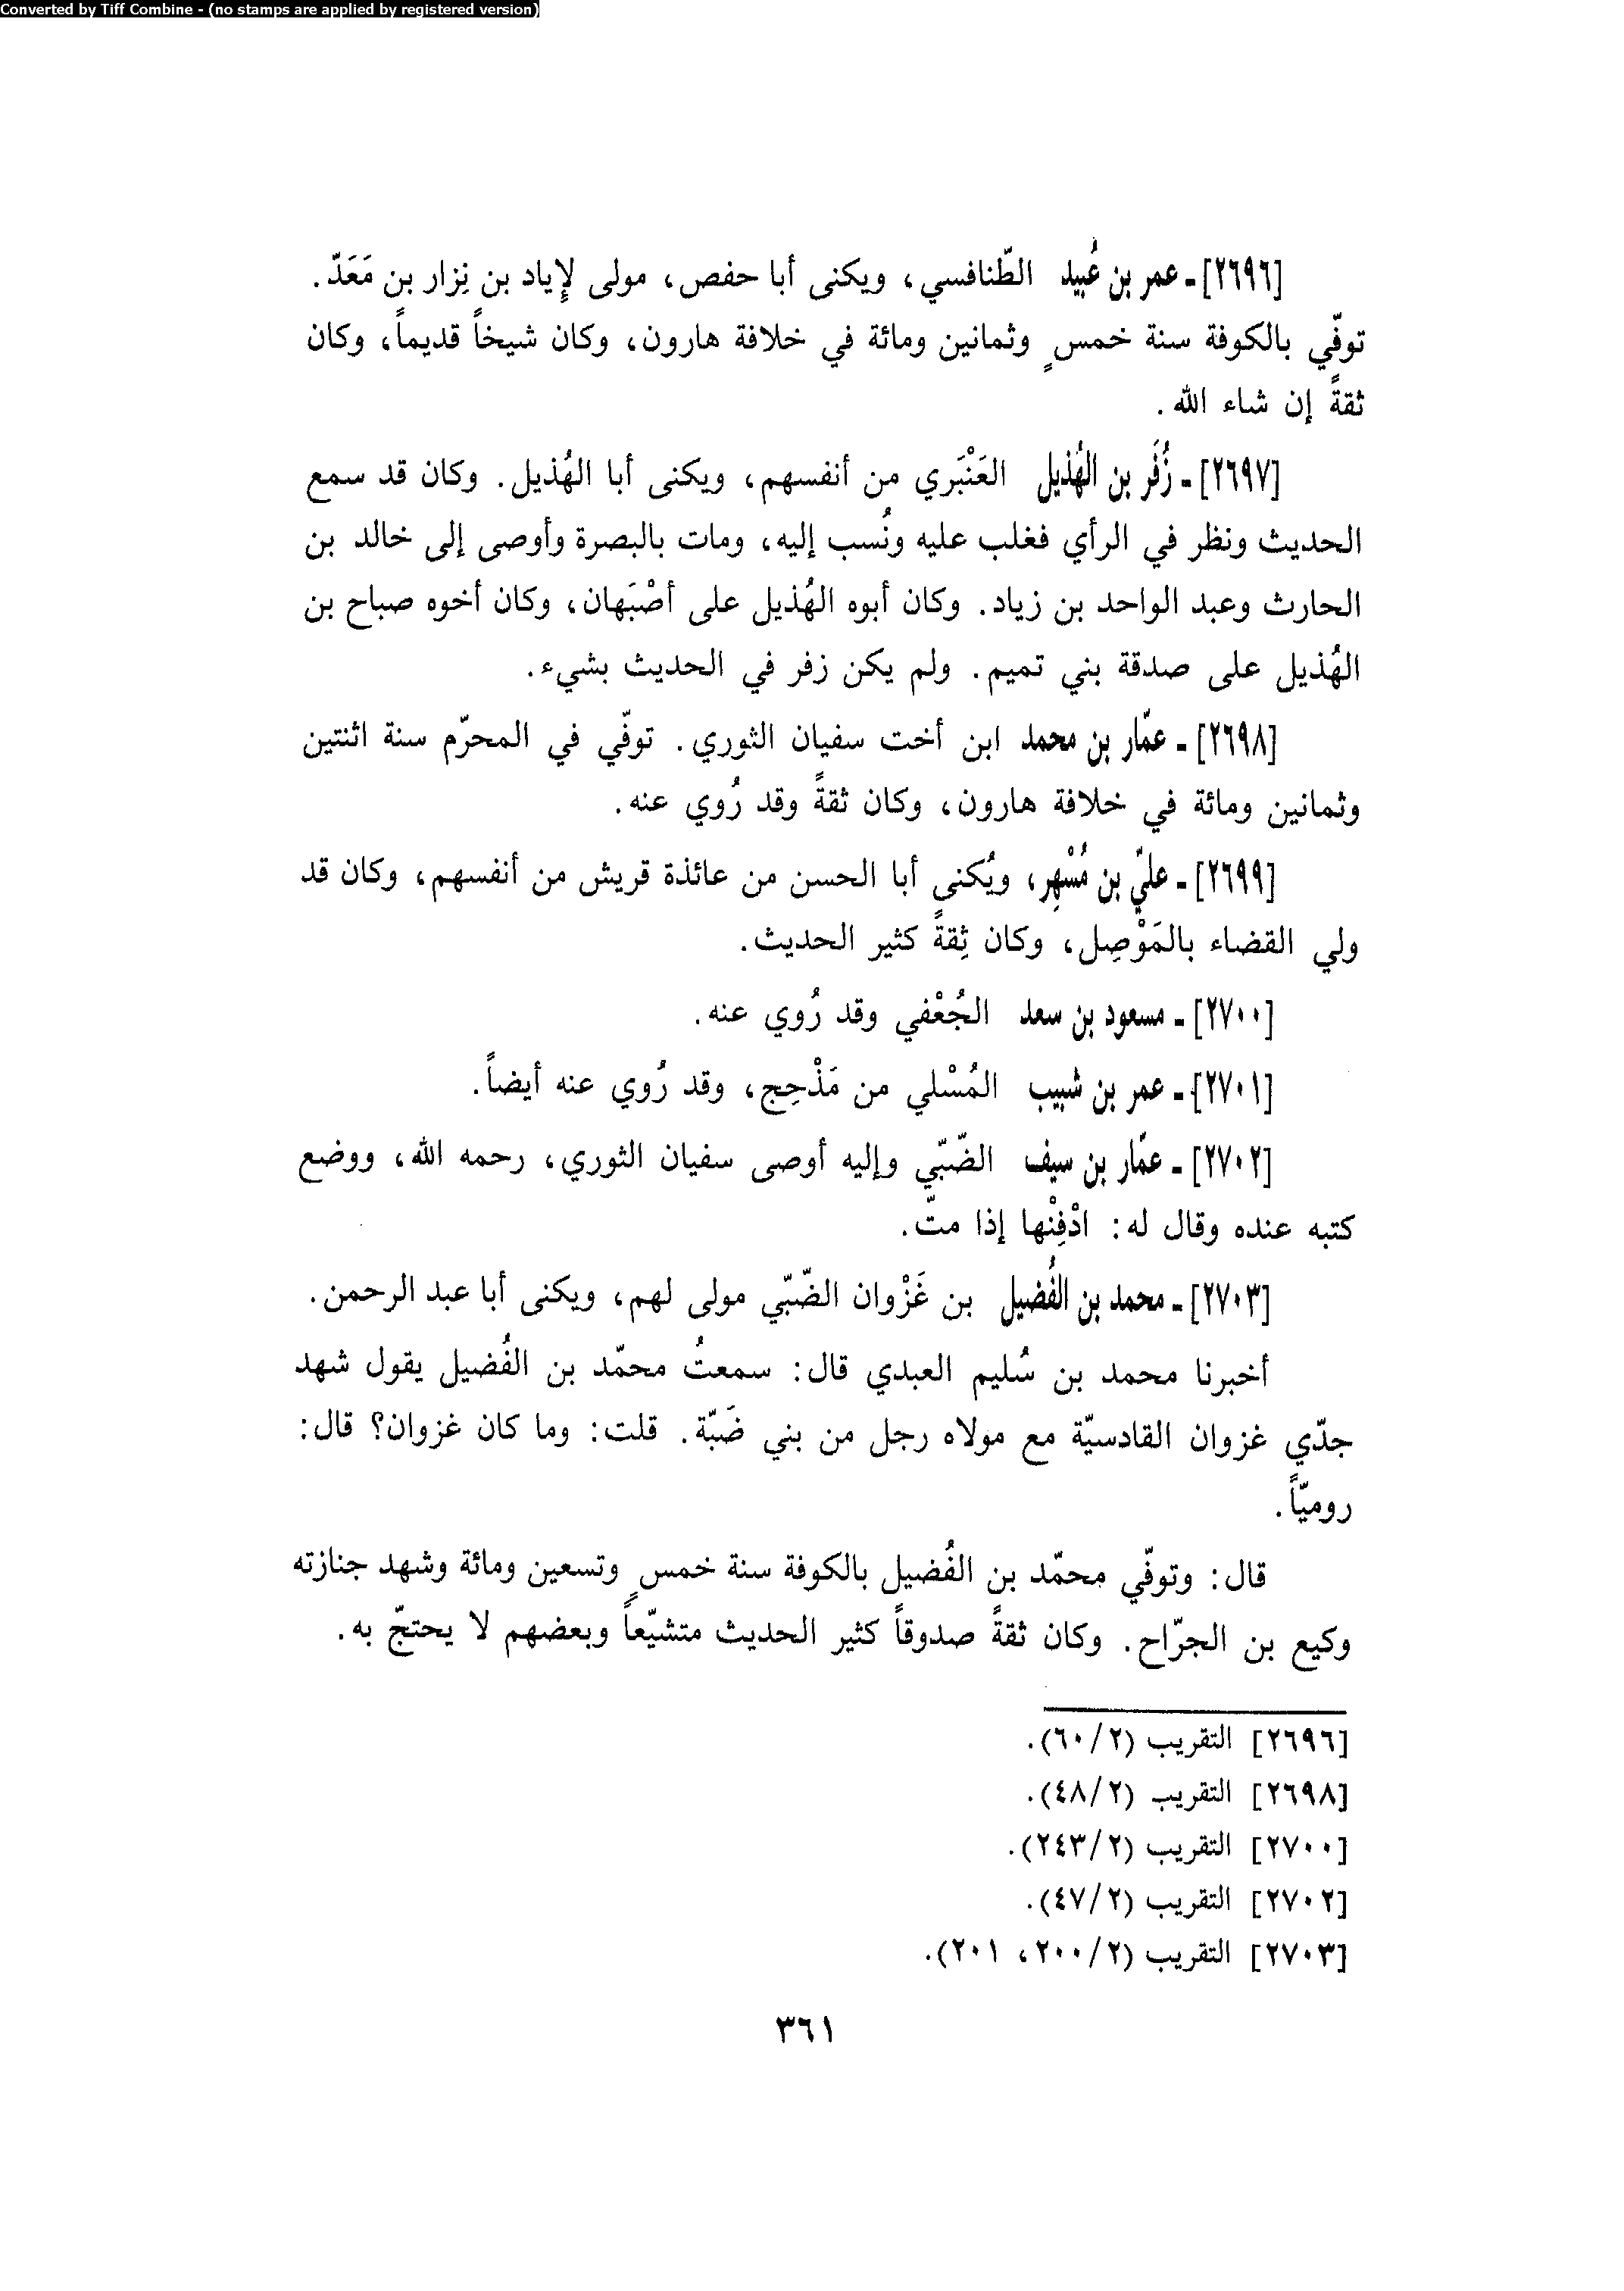 Converted by Tiff Combine - (no stamps are applied by registered version)
[٢٦٩٦] - عمر بن عُبيد الطّنافسي، ويكنى أبا حفص، مولى لإِياد بن نِزار بن مَعَدّ.
توفّي بالكوفة سنة خمسٍ وثمانين ومائة في خلافة هارون، وكان شيخاً قديماً، وكان
ثقةً إن شاء الله.
[٢٦٩٧] - زُفَر بن الهُذيل العَنْبَري من أنفسهم، ويكنى أبا الهُذيل. وكان قد سمع
الحديث ونظر في الرأي فغلب عليه ونُسب إليه، ومات بالبصرة وأوصى إلى خالد بن
الحارث وعبد الواحد بن زياد. وكان أبوه الهُذيل على أصْبَهان، وكان أخوه صباح بن
الهُذيل على صدقة بني تميم. ولم يكن زفر في الحديث بشيء.
[٢٦٩٨] - عمّار بن محمد ابن أخت سفيان الثوري. توفّي في المحرّم سنة اثنتين
وثمانين ومائة في خلافة هارون، وكان ثقةً وقد رُوي عنه.
[٢٦٩٩] - عليّ بن مُسْهِر، ويُكنى أبا الحسن من عائذة قريش من أنفسهم، وكان قد
ولي القضاء بالمَوْصِل، وكان ثِقةً كثير الحديث.
[٢٧٠٠] - مسعود بن سعد الجُعْفي وقد رُوي عنه.
[٢٧٠١] - عمر بن شبيب المُسْلي من مَذْحِج، وقد رُوي عنه أيضاً.
[٢٧٠٢] - عمّار بن سيف الضّبّي وإليه أوصى سفيان الثوري، رحمه الله، ووضع
كتبه عنده وقال له: ادْفِنْها إذا متّ.
[٢٧٠٣] - محمد بن الفُضيل بن غَزْوان الضّبّي مولى لهم، ويكنى أبا عبد الرحمن.
أخبرنا محمد بن سُليم العبدي قال: سمعتُ محمّد بن الفُضيل يقول شهد
جدّي غزوان القادسيّة مع مولاه رجل من بني ضَبّة. قلت: وما كان غزوان؟ قال:
روميّاً.
قال: وتوفّي محمّد بن الفُضيل بالكوفة سنة خمسٍ وتسعين ومائة وشهد جنازته
وكيع بن الجرّاح. وكان ثقةً صدوقاً كثير الحديث متشيّعاً وبعضهم لا يحتجّ به.
[٢٦٩٦] التقريب (٢/‏٦٠).
[٢٦٩٨] التقريب (٢/‏٤٨).
[٢٧٠٠] التقريب (٢/‏٢٤٣).
[٢٧٠٢] التقريب (٢/‏٤٧).
[٢٧٠٣] التقريب (٢/‏٢٠٠، ٢٠١).
٣٦١